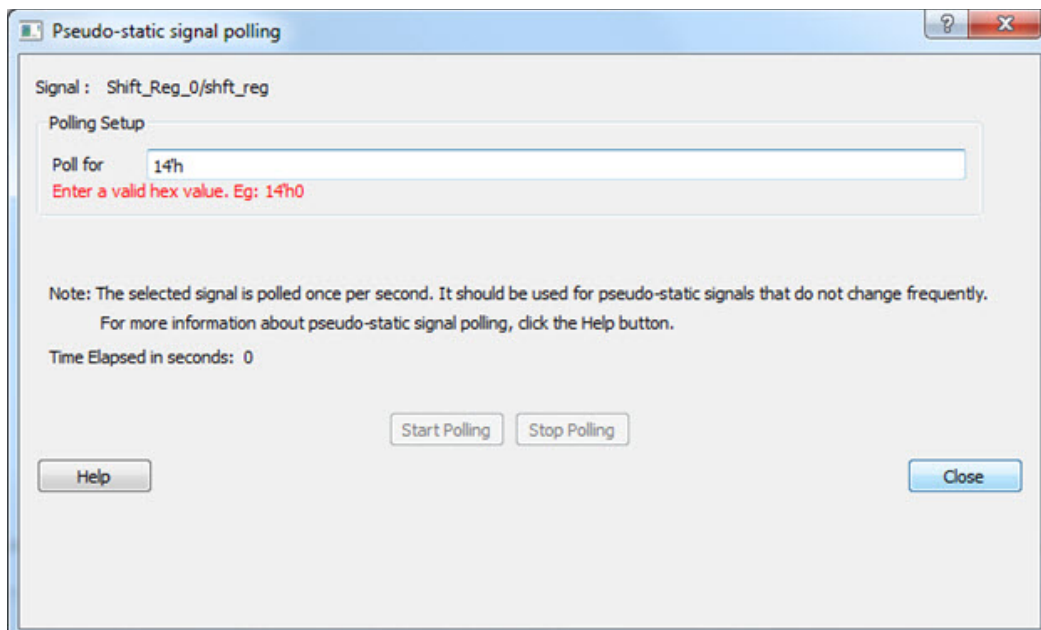 Pseudo-static signal polling
Signal : Shift_Reg_0/shft_reg
Polling Setup
Poll for 14'h
Enter a valid hex value. Eg: 14'h0
Note: The selected signal is polled once per second. It should be used for pseudo-static signals that do not change frequently.
For more information about pseudo-static signal polling, click the Help button.
Time Elapsed in seconds: 0
Start Polling Stop Polling
Help Close